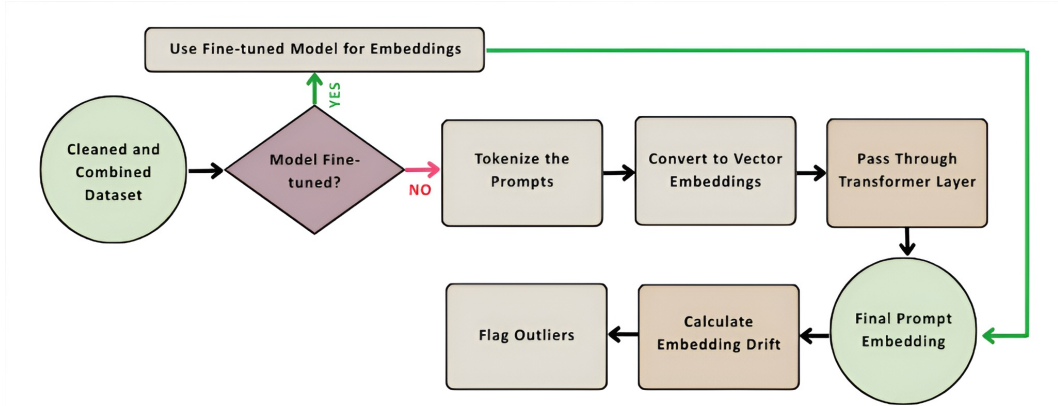 Use Fine-tuned Model for Embeddings
YES
Cleaned and
Combined
Dataset
Model Fine-
tuned?
NO
Tokenize the
Prompts
Convert to Vector
Embeddings
Pass Through
Transformer Layer
Final Prompt
Embedding
Calculate
Embedding Drift
Flag Outliers